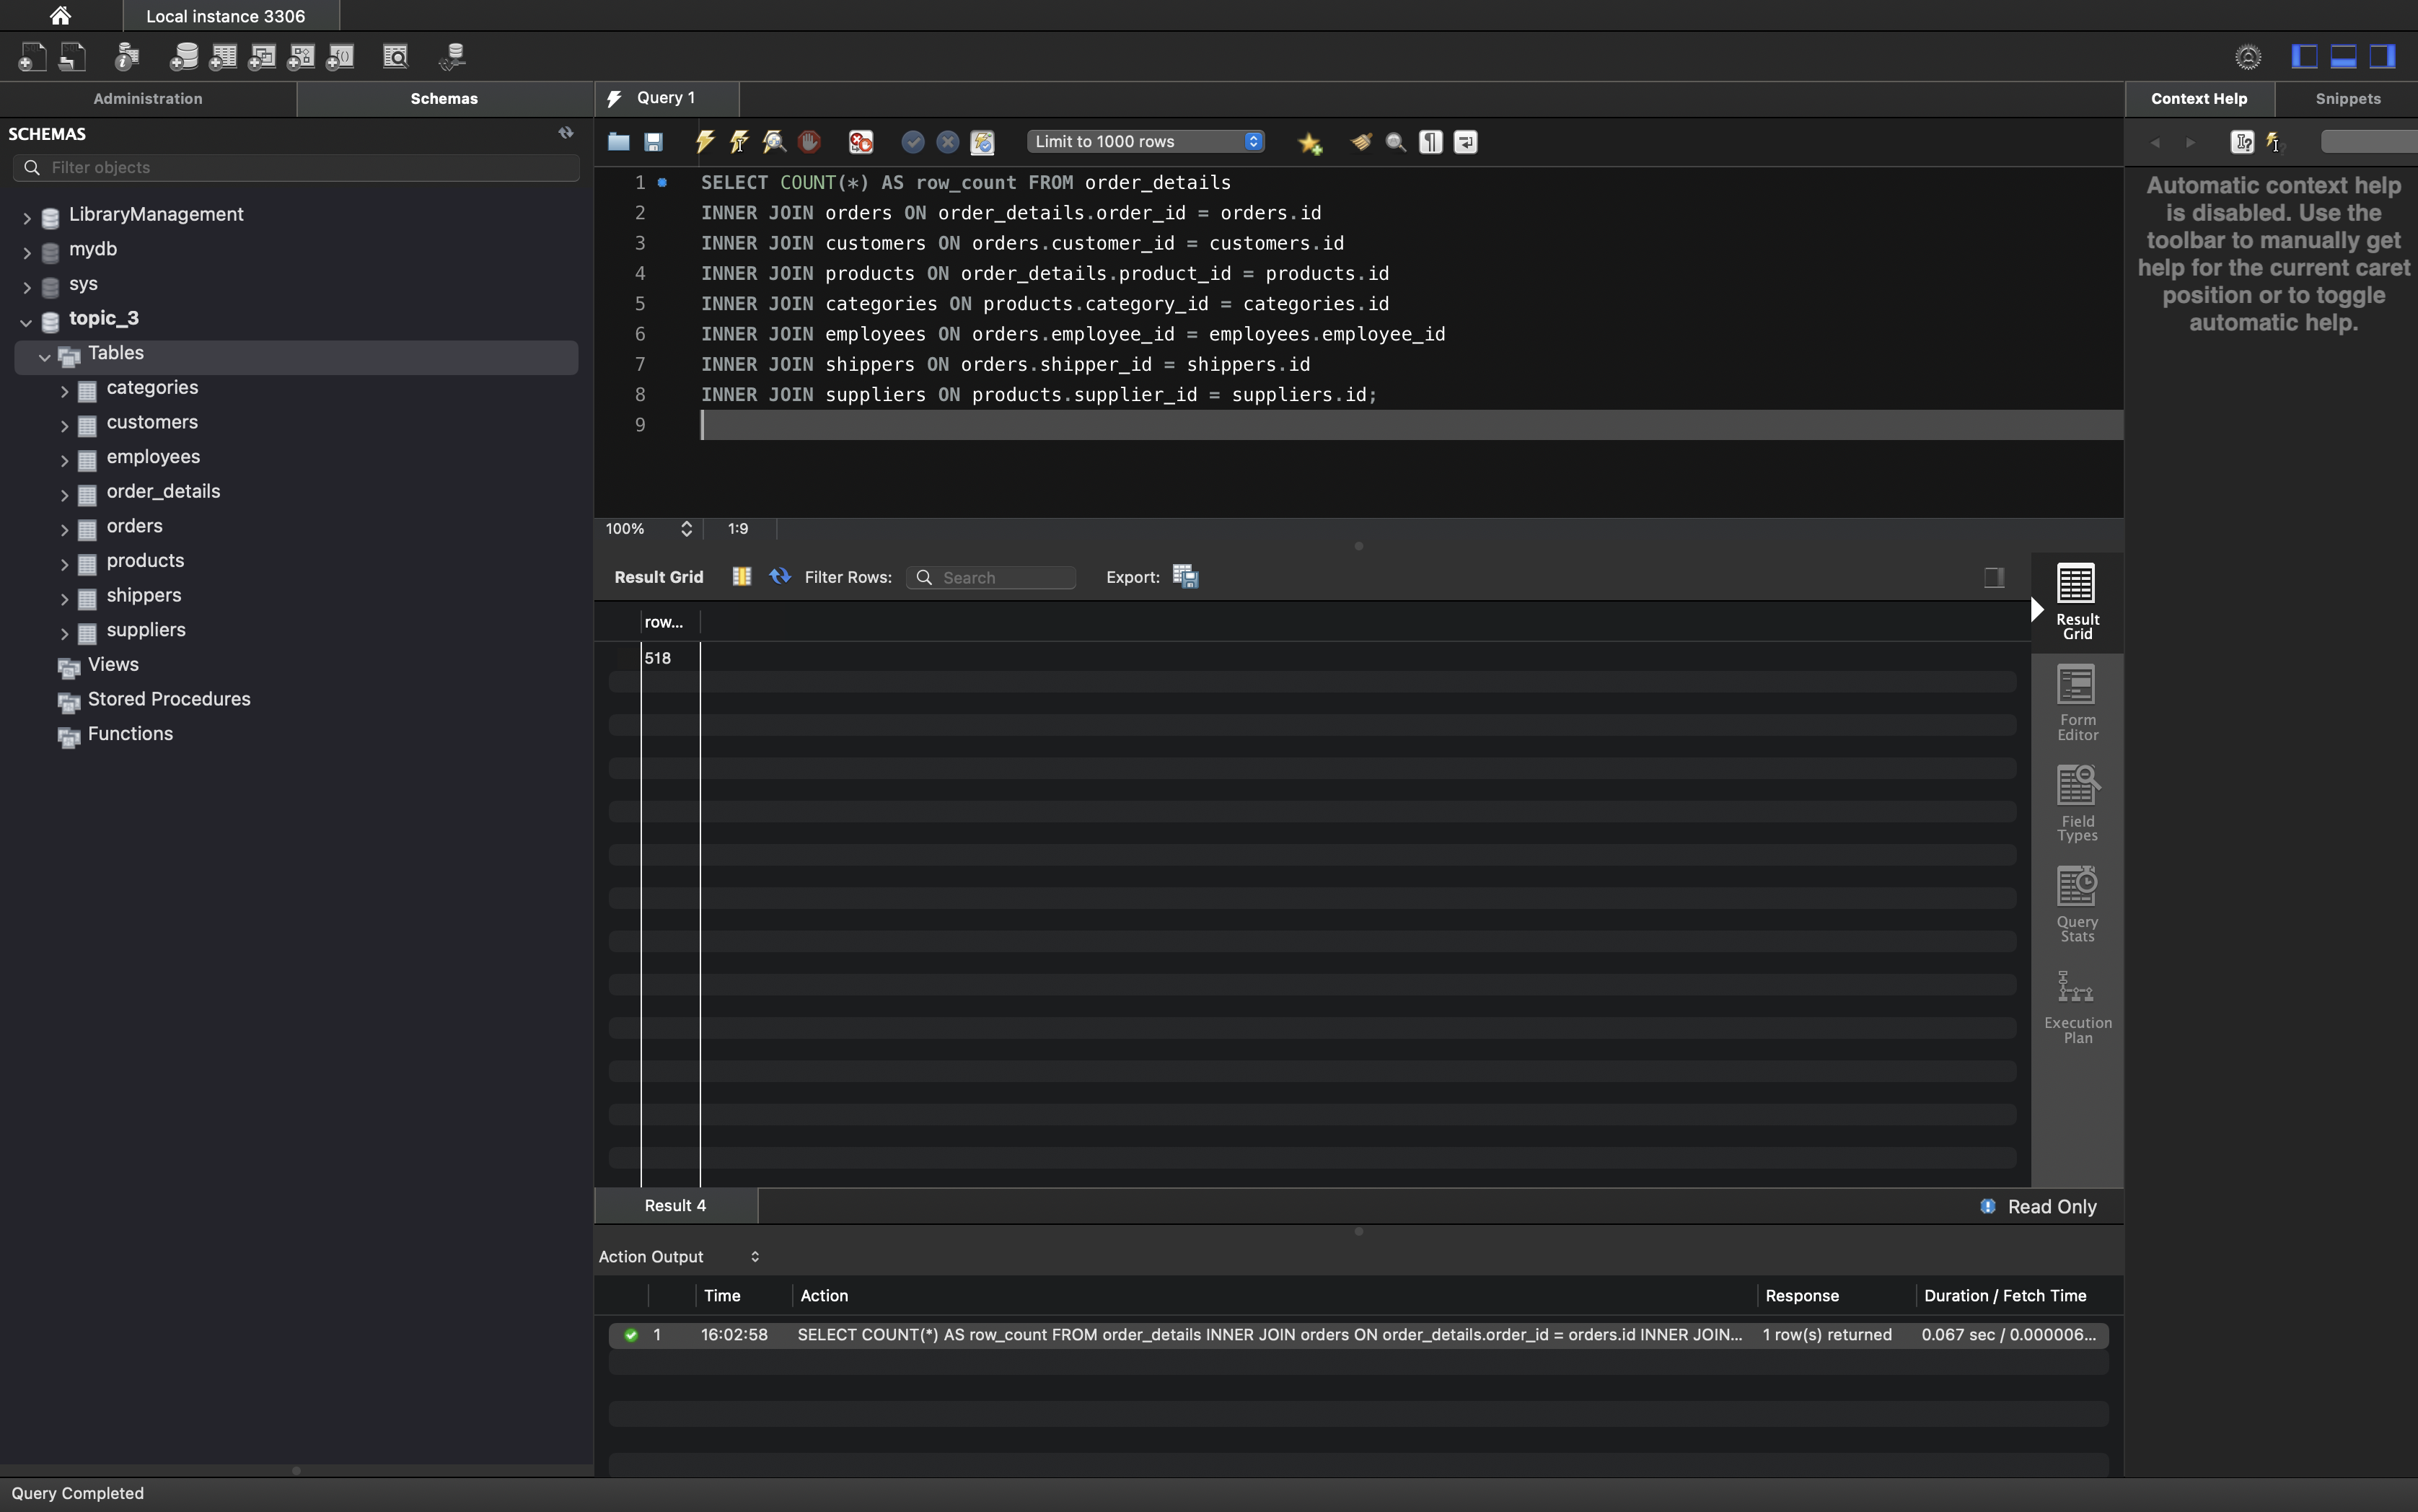 Local instance 3306
Administration
Schemas
SCHEMAS
Filter objects
LibraryManagement
mydb
sys
topic_3
Tables
categories
customers
employees
order_details
orders
products
shippers
suppliers
Views
Stored Procedures
Functions
Query 1
Limit to 1000 rows
1 SELECT COUNT(*) AS row_count FROM order_details
2 INNER JOIN orders ON order_details.order_id = orders.id
3 INNER JOIN customers ON orders.customer_id = customers.id
4 INNER JOIN products ON order_details.product_id = products.id
5 INNER JOIN categories ON products.category_id = categories.id
6 INNER JOIN employees ON orders.employee_id = employees.employee_id
7 INNER JOIN shippers ON orders.shipper_id = shippers.id
8 INNER JOIN suppliers ON products.supplier_id = suppliers.id;
9
100% 1:9
Result Grid Filter Rows: Search Export:
row...
518
Result
Grid
Form
Editor
Field
Types
Query
Stats
Execution
Plan
Result 4
Read Only
Action Output
Time Action Response Duration / Fetch Time
1 16:02:58 SELECT COUNT(*) AS row_count FROM order_details INNER JOIN orders ON order_details.order_id = orders.id INNER JOIN... 1 row(s) returned 0.067 sec / 0.000006...
Context Help
Snippets
Automatic context help
is disabled. Use the
toolbar to manually get
help for the current caret
position or to toggle
automatic help.
Query Completed